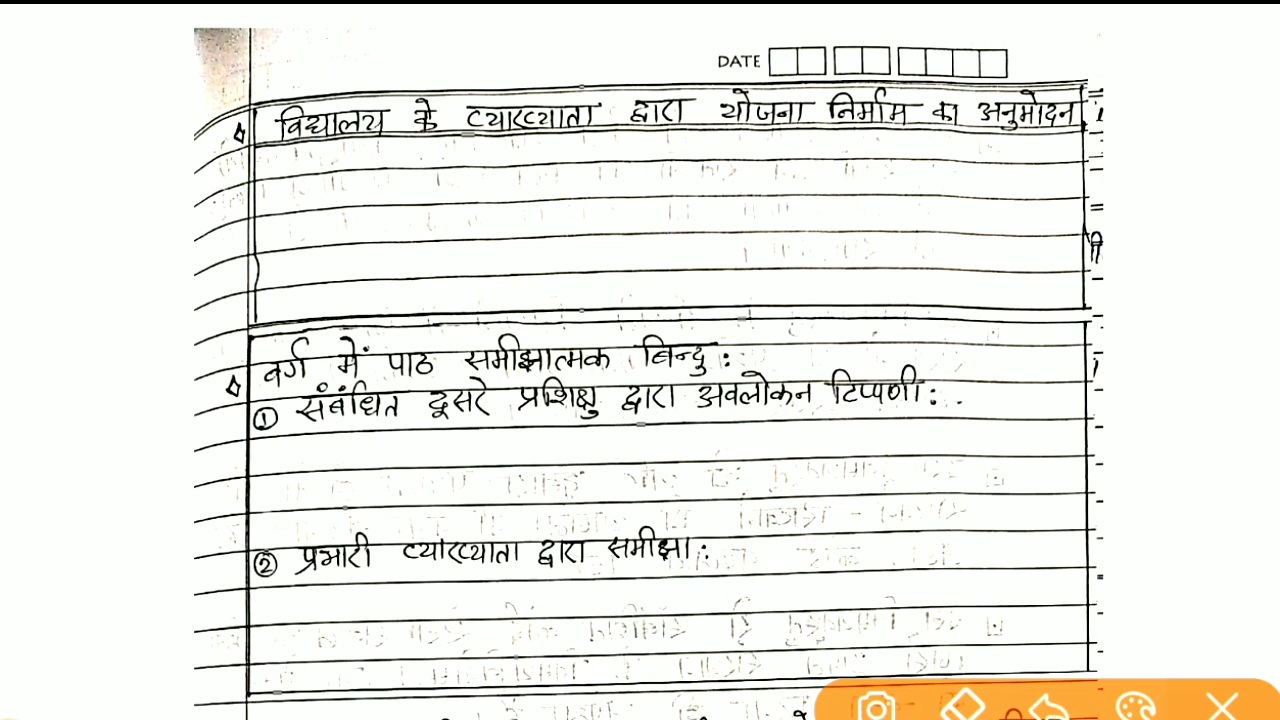 DATE
विद्यालय के व्याख्याता द्वारा योजना निर्माम का अनुमोदन
वर्ग में पाठ समीझात्मक बिन्दु :
① संबंधित दूसरे प्रशिक्षु द्वारा अवलोकन टिप्पणी :
② प्रभारी व्याख्याता द्वारा समीझा :